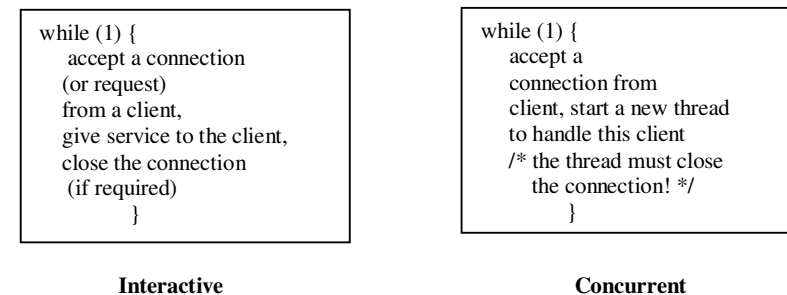 while (1) {
accept a connection
(or request)
from a client,
give service to the client,
close the connection
(if required)
}
Interactive
while (1) {
accept a
connection from
client, start a new thread
to handle this client
/* the thread must close
the connection! */
}
Concurrent